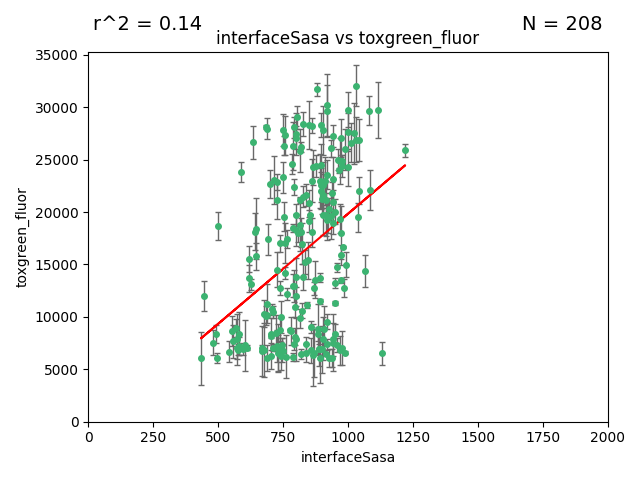 r^2 = 0.14
N = 208
interfaceSasa vs toxgreen_fluor
35000
30000
25000
20000
15000
10000
5000
0
toxgreen_fluor
0 250 500 750 1000 1250 1500 1750 2000
interfaceSasa